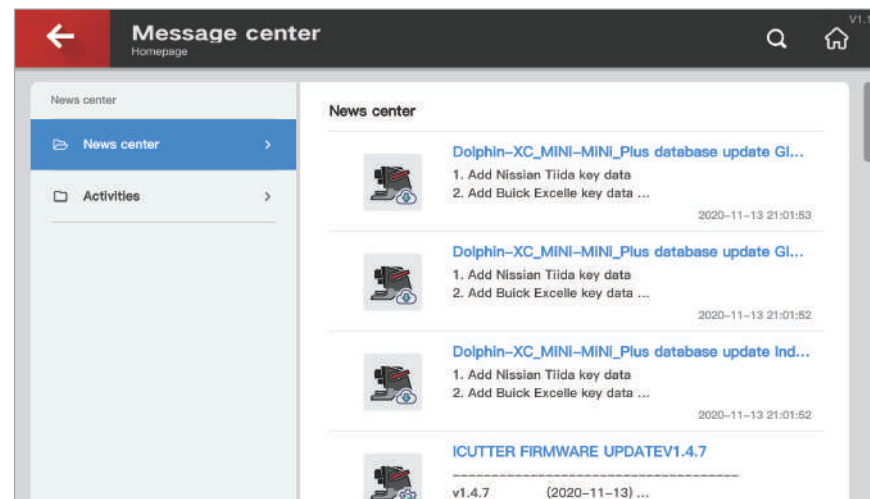 Message center
Homepage
V1.1
News center
News center
Activities
News center
Dolphin-XC_MINI-MINI_Plus database update Gl...
1. Add Nissian Tiida key data
2. Add Buick Excelle key data ...
2020-11-13 21:01:53
Dolphin-XC_MINI-MINI_Plus database update Gl...
1. Add Nissian Tiida key data
2. Add Buick Excelle key data ...
2020-11-13 21:01:52
Dolphin-XC_MINI-MINI_Plus database update Ind...
1. Add Nissian Tiida key data
2. Add Buick Excelle key data ...
2020-11-13 21:01:52
ICUTTER FIRMWARE UPDATEV1.4.7
--------------------------------------
v1.4.7 (2020-11-13) ...